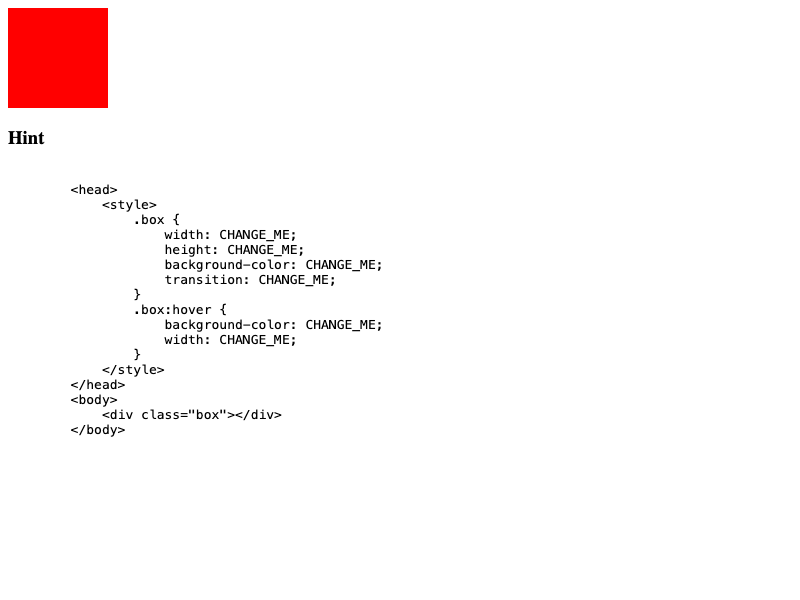 Hint
<head>
<style>
.box {
width: CHANGE_ME;
height: CHANGE_ME;
background-color: CHANGE_ME;
transition: CHANGE_ME;
}
.box:hover {
background-color: CHANGE_ME;
width: CHANGE_ME;
}
</style>
</head>
<body>
<div class="box"></div>
</body>